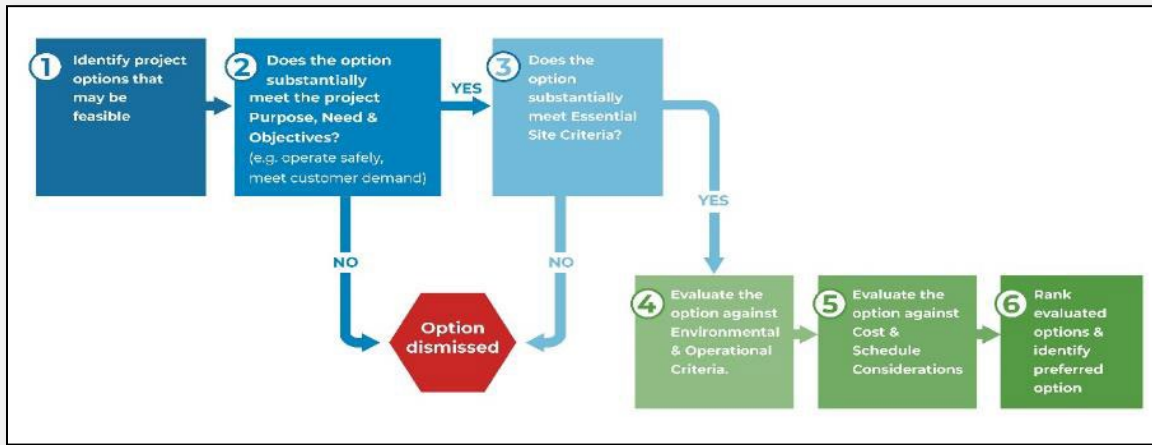 1
Identify project
options that
may be
feasible
2
Does the option
substantially
meet the project
Purpose, Need &
Objectives?
(e.g. operate safely,
meet customer demand)
YES
3
Does the
option
substantially
meet Essential
Site Criteria?
YES
NO
NO
Option
dismissed
4
Evaluate the
option against
Environmental
& Operational
Criteria.
5
Evaluate the
option against
Cost &
Schedule
Considerations
6
Rank
evaluated
options &
identify
preferred
option